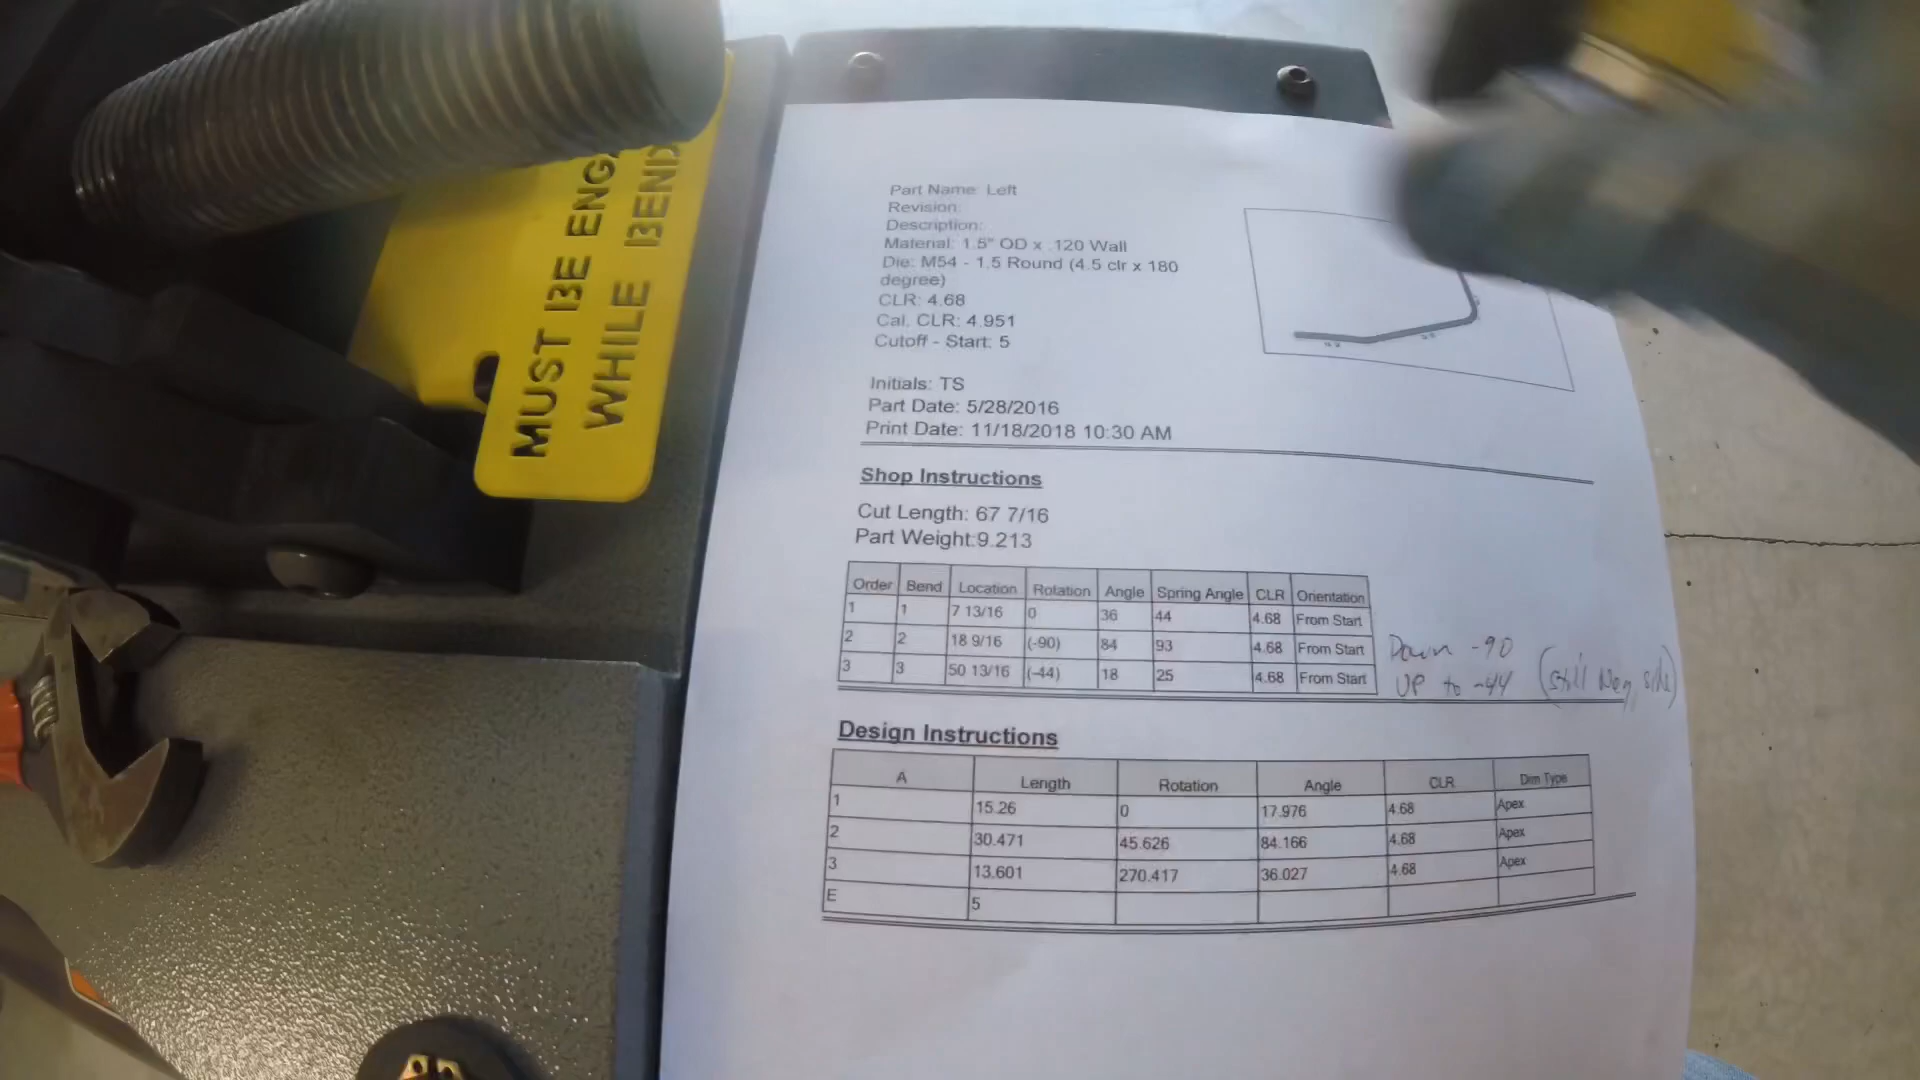 MUST BE ENG
WHILE BEND
Part Name: Left
Revision:
Description:
Material: 1.5" OD x .120 Wall
Die: M54 - 1.5 Round (4.5 clr x 180
degree)
CLR: 4.68
Cal. CLR: 4.951
Cutoff - Start: 5
Initials: TS
Part Date: 5/28/2016
Print Date: 11/18/2018 10:30 AM
Shop Instructions
Cut Length: 67 7/16
Part Weight:9.213
Order Bend Location Rotation Angle Spring Angle CLR Orientation
1 1 7 13/16 0 36 44 4.68 From Start
2 2 18 9/16 (-90) 84 93 4.68 From Start
3 3 50 13/16 (-44) 18 25 4.68 From Start
Down -90
UP to -44 (still Neg. side)
Design Instructions
A Length Rotation Angle CLR Dim Type
1 15.26 0 17.976 4.68 Apex
2 30.471 45.626 84.166 4.68 Apex
3 13.601 270.417 36.027 4.68 Apex
E 5